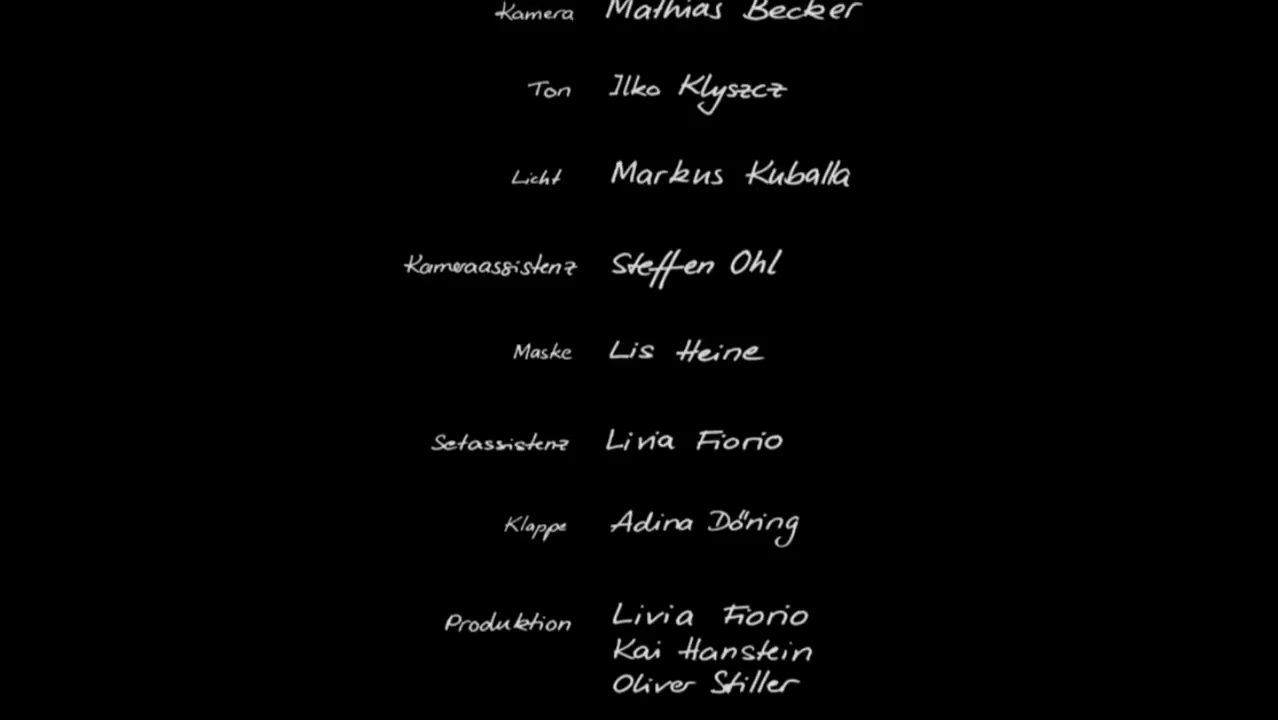 Kamera Mathias Becker
Ton Ilko Klyszcz
Licht Markus Kuballa
Kameraassistenz Steffen Ohl
Maske Lis Heine
Setassistenz Livia Fiorio
Klappe Adina Döring
Produktion Livia Fiorio
Kai Hanstein
Oliver Stiller